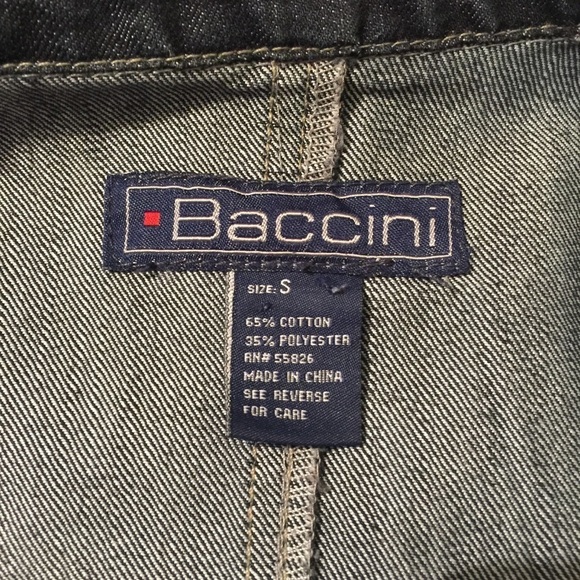 Baccini
SIZE: S
65% COTTON
35% POLYESTER
RN# 55826
MADE IN CHINA
SEE REVERSE
FOR CARE